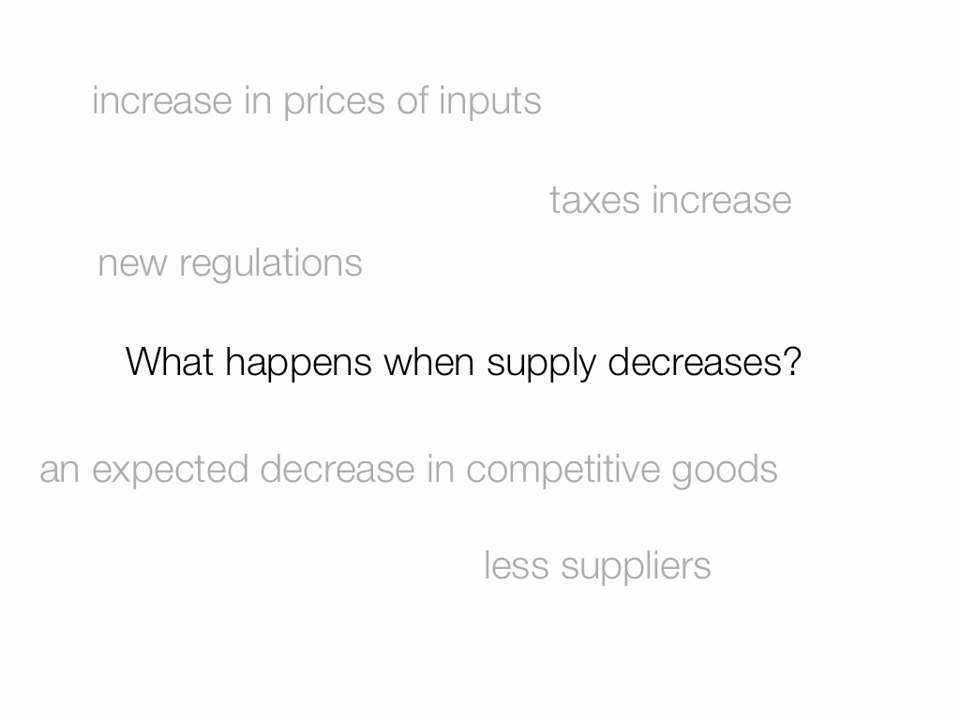 increase in prices of inputs
taxes increase
new regulations
What happens when supply decreases?
an expected decrease in competitive goods
less suppliers